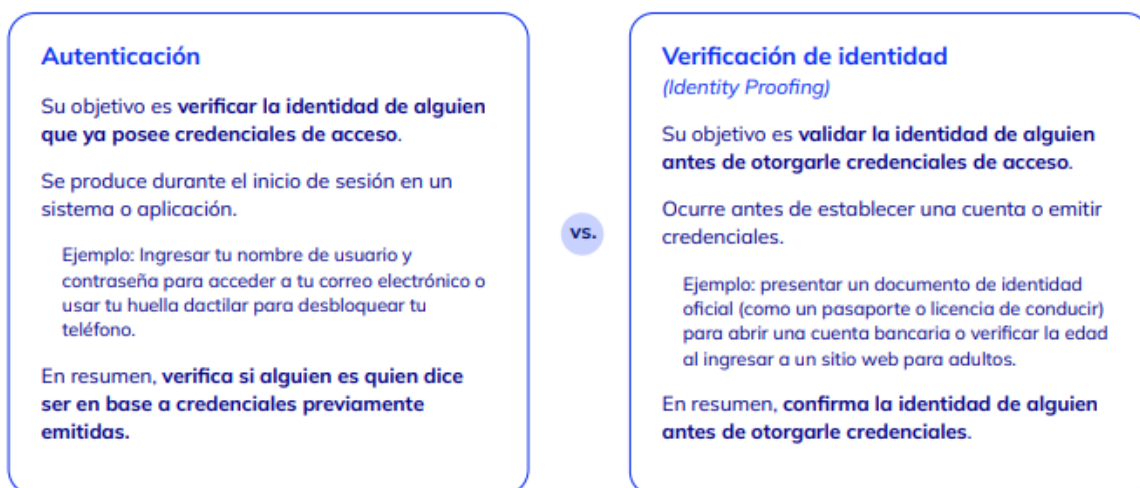 Autenticación
Su objetivo es verificar la identidad de alguien
que ya posee credenciales de acceso.
Se produce durante el inicio de sesión en un
sistema o aplicación.
Ejemplo: Ingresar tu nombre de usuario y
contraseña para acceder a tu correo electrónico o
usar tu huella dactilar para desbloquear tu
teléfono.
En resumen, verifica si alguien es quien dice
ser en base a credenciales previamente
emitidas.
vs.
Verificación de identidad
(Identity Proofing)
Su objetivo es validar la identidad de alguien
antes de otorgarle credenciales de acceso.
Ocurre antes de establecer una cuenta o emitir
credenciales.
Ejemplo: presentar un documento de identidad
oficial (como un pasaporte o licencia de conducir)
para abrir una cuenta bancaria o verificar la edad
al ingresar a un sitio web para adultos.
En resumen, confirma la identidad de alguien
antes de otorgarle credenciales.